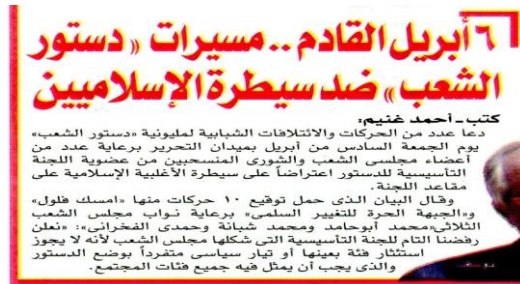 ٦ أبريل القادم .. مسيرات «دستور
الشعب» ضد سيطرة الإسلاميين
كتب ـ أحمد غنيم:
دعا عدد من الحركات والائتلافات الشبابية لمليونية «دستور الشعب»
يوم الجمعة السادس من أبريل بميدان التحرير برعاية عدد من
أعضاء مجلسى الشعب والشورى المنسحبين من عضوية اللجنة
التأسيسية للدستور اعتراضاً على سيطرة الأغلبية الإسلامية على
مقاعد اللجنة.
وقال البيان الذى حمل توقيع ١٠ حركات منها «امسك فلول»
و«الجبهة الحرة للتغيير السلمى» برعاية نواب مجلس الشعب
الثلاثى«محمد أبوحامد ومحمد شبانة وحمدى الفخرانى»: «نعلن
رفضنا التام للجنة التأسيسية التى شكلها مجلس الشعب لأنه لا يجوز
استئثار فئة بعينها أو تيار سياسى متفرداً بوضع الدستور
والذى يجب أن يمثل فيه جميع فئات المجتمع.